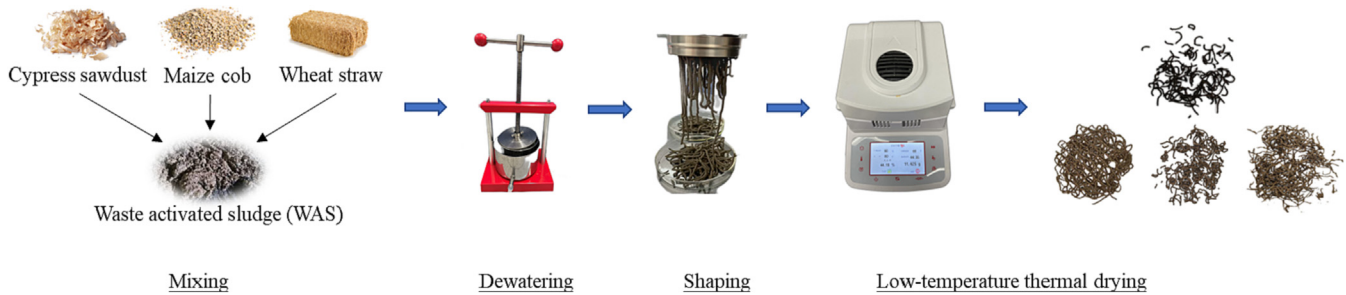 Cypress sawdust
Maize cob
Wheat straw
Waste activated sludge (WAS)
Mixing
Dewatering
Shaping
Low-temperature thermal drying